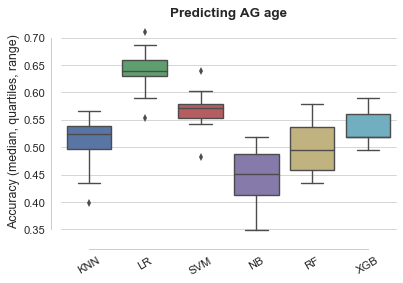 Predicting AG age
Accuracy (median, quartiles, range)
0.70
0.65
0.60
0.55
0.50
0.45
0.40
0.35
KNN
LR
SVM
NB
RF
XGB